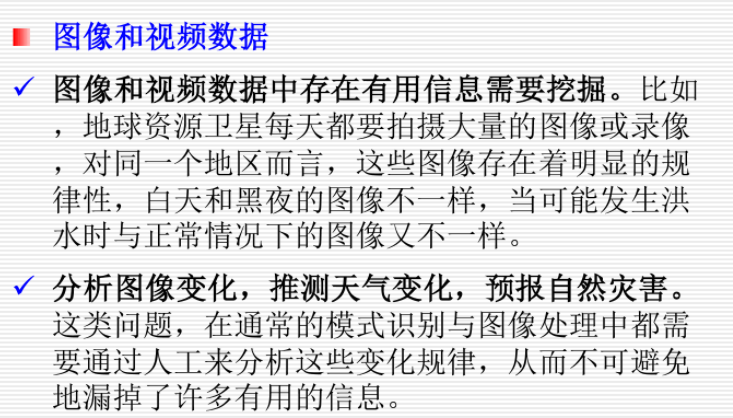 图像和视频数据
图像和视频数据中存在有用信息需要挖掘。比如
，地球资源卫星每天都要拍摄大量的图像或录像
，对同一个地区而言，这些图像存在着明显的规
律性，白天和黑夜的图像不一样，当可能发生洪
水时与正常情况下的图像又不一样。
分析图像变化，推测天气变化，预报自然灾害。
这类问题，在通常的模式识别与图像处理中都需
要通过人工来分析这些变化规律，从而不可避免
地漏掉了许多有用的信息。